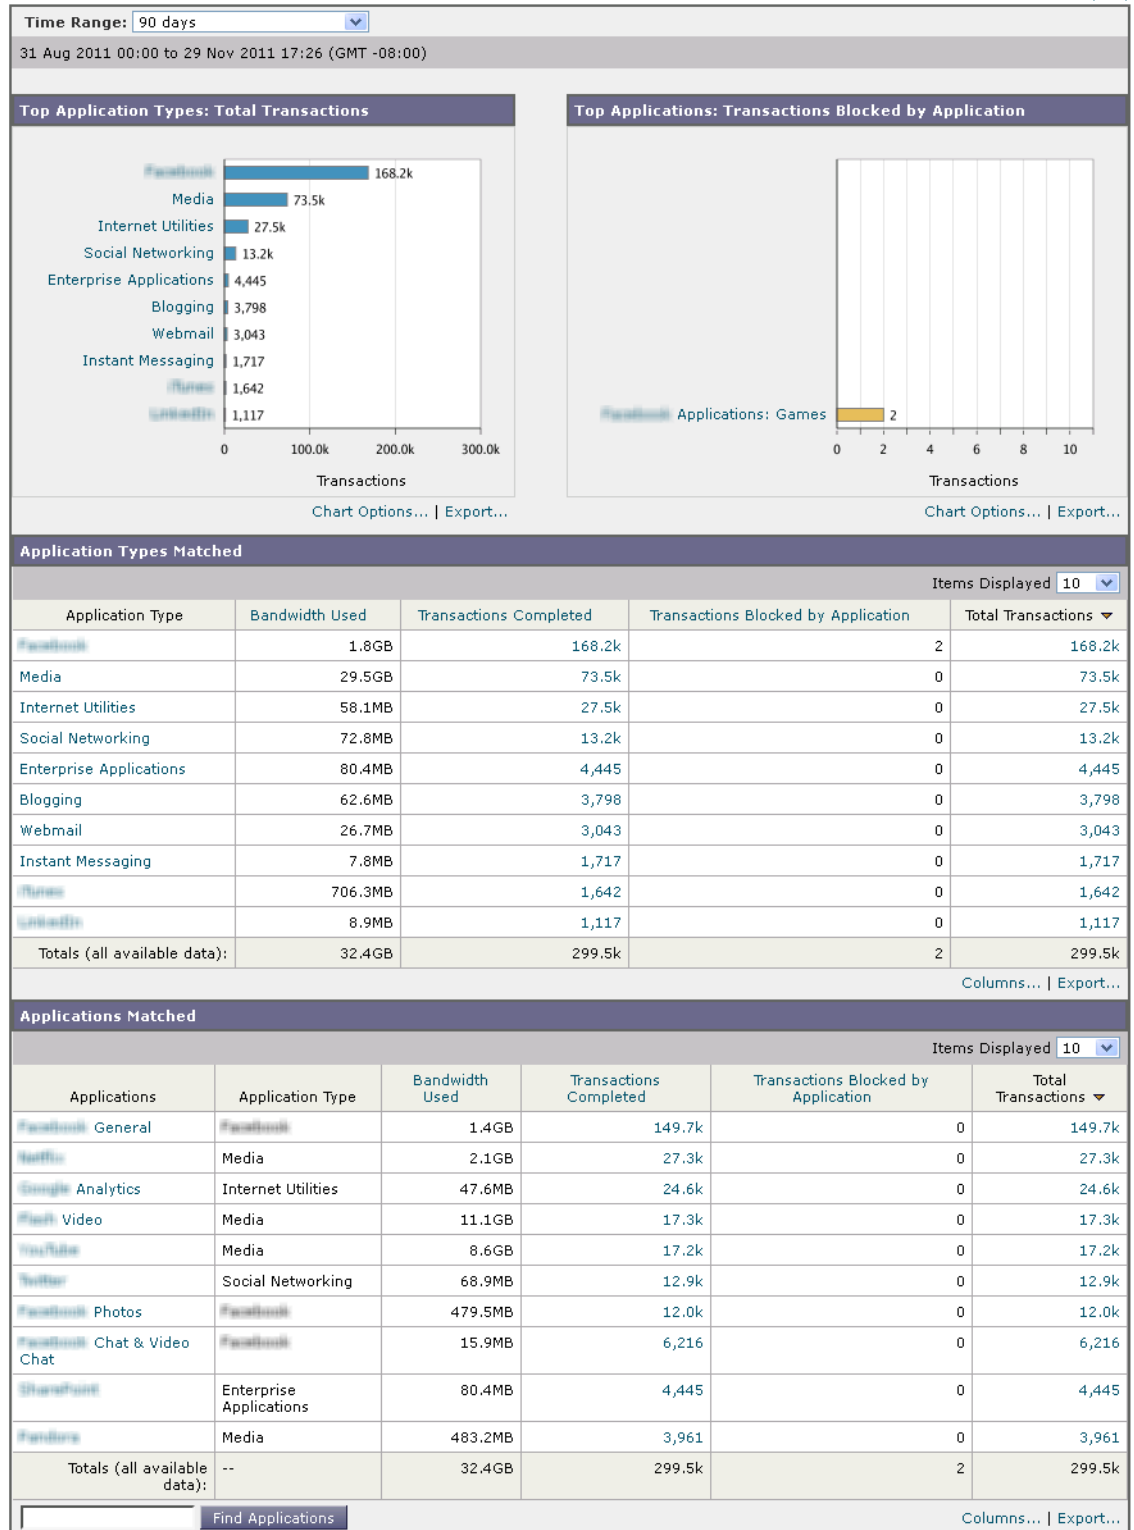 Time Range: 90 days
31 Aug 2011 00:00 to 29 Nov 2011 17:26 (GMT -08:00)
Top Application Types: Total Transactions
168.2k
Media 73.5k
Internet Utilities 27.5k
Social Networking 13.2k
Enterprise Applications 4,445
Blogging 3,798
Webmail 3,043
Instant Messaging 1,717
1,642
1,117
0 100.0k 200.0k 300.0k
Transactions
Chart Options... | Export...
Top Applications: Transactions Blocked by Application
Applications: Games 2
0 2 4 6 8 10
Transactions
Chart Options... | Export...
Application Types Matched
Items Displayed 10
Application Type Bandwidth Used Transactions Completed Transactions Blocked by Application Total Transactions
1.8GB 168.2k 2 168.2k
Media 29.5GB 73.5k 0 73.5k
Internet Utilities 58.1MB 27.5k 0 27.5k
Social Networking 72.8MB 13.2k 0 13.2k
Enterprise Applications 80.4MB 4,445 0 4,445
Blogging 62.6MB 3,798 0 3,798
Webmail 26.7MB 3,043 0 3,043
Instant Messaging 7.8MB 1,717 0 1,717
706.3MB 1,642 0 1,642
8.9MB 1,117 0 1,117
Totals (all available data): 32.4GB 299.5k 2 299.5k
Columns... | Export...
Applications Matched
Items Displayed 10
Applications Application Type Bandwidth Used Transactions Completed Transactions Blocked by Application Total Transactions
General 1.4GB 149.7k 0 149.7k
Media 2.1GB 27.3k 0 27.3k
Analytics Internet Utilities 47.6MB 24.6k 0 24.6k
Video Media 11.1GB 17.3k 0 17.3k
Media 8.6GB 17.2k 0 17.2k
Social Networking 68.9MB 12.9k 0 12.9k
Photos 479.5MB 12.0k 0 12.0k
Chat & Video Chat 15.9MB 6,216 0 6,216
Enterprise Applications 80.4MB 4,445 0 4,445
Media 483.2MB 3,961 0 3,961
Totals (all available data): -- 32.4GB 299.5k 2 299.5k
Find Applications
Columns... | Export...